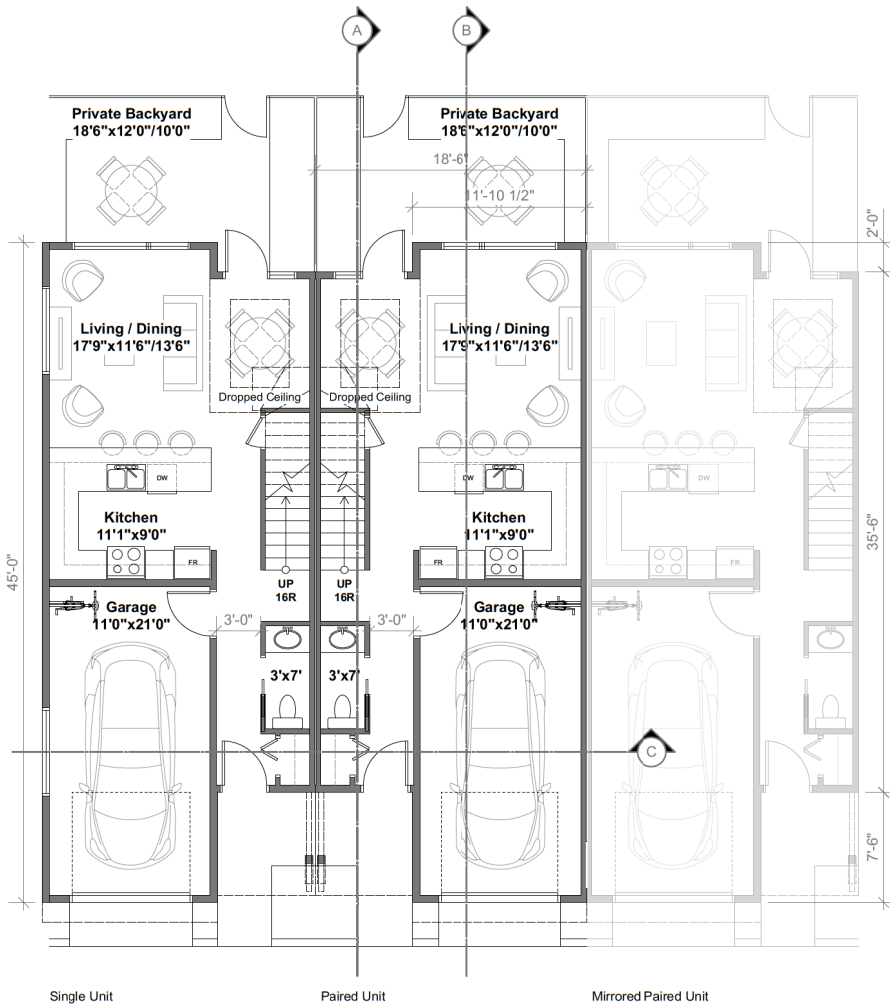 A
B
Private Backyard
18'6"x12'0"/10'0"
Private Backyard
18'6"x12'0"/10'0"
18'-6"
11'-10 1/2"
2'-0"
Living / Dining
17'9"x11'6"/13'6"
Living / Dining
17'9"x11'6"/13'6"
Dropped Ceiling
Dropped Ceiling
DW
DW
DW
Kitchen
11'1"x9'0"
Kitchen
11'1"x9'0"
45'-0"
35'-6"
FR
FR
FR
UP
16R
UP
16R
Garage
11'0"x21'0"
3'-0"
3'-0"
Garage
11'0"x21'0"
3'x7'
3'x7'
C
7'-6"
Single Unit
Paired Unit
Mirrored Paired Unit